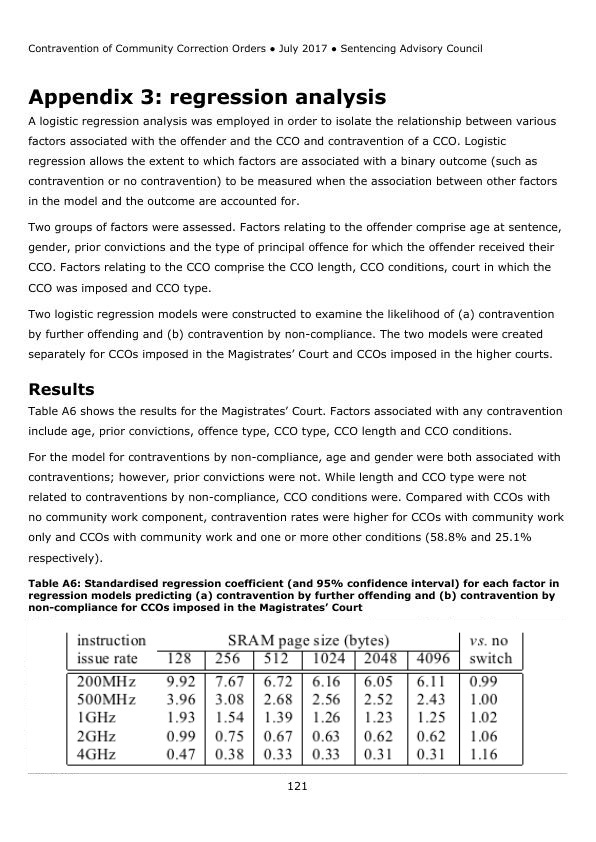 Contravention of Community Correction Orders ● July 2017 ● Sentencing Advisory Council
Appendix 3: regression analysis
A logistic regression analysis was employed in order to isolate the relationship between various
factors associated with the offender and the CCO and contravention of a CCO. Logistic
regression allows the extent to which factors are associated with a binary outcome (such as
contravention or no contravention) to be measured when the association between other factors
in the model and the outcome are accounted for.
Two groups of factors were assessed. Factors relating to the offender comprise age at sentence,
gender, prior convictions and the type of principal offence for which the offender received their
CCO. Factors relating to the CCO comprise the CCO length, CCO conditions, court in which the
CCO was imposed and CCO type.
Two logistic regression models were constructed to examine the likelihood of (a) contravention
by further offending and (b) contravention by non-compliance. The two models were created
separately for CCOs imposed in the Magistrates’ Court and CCOs imposed in the higher courts.
Results
Table A6 shows the results for the Magistrates’ Court. Factors associated with any contravention
include age, prior convictions, offence type, CCO type, CCO length and CCO conditions.
For the model for contraventions by non-compliance, age and gender were both associated with
contraventions; however, prior convictions were not. While length and CCO type were not
related to contraventions by non-compliance, CCO conditions were. Compared with CCOs with
no community work component, contravention rates were higher for CCOs with community work
only and CCOs with community work and one or more other conditions (58.8% and 25.1%
respectively).
Table A6: Standardised regression coefficient (and 95% confidence interval) for each factor in
regression models predicting (a) contravention by further offending and (b) contravention by
non-compliance for CCOs imposed in the Magistrates’ Court
instruction SRAM page size (bytes) vs. no
issue rate 128 256 512 1024 2048 4096 switch
200MHz 9.92 7.67 6.72 6.16 6.05 6.11 0.99
500MHz 3.96 3.08 2.68 2.56 2.52 2.43 1.00
1GHz 1.93 1.54 1.39 1.26 1.23 1.25 1.02
2GHz 0.99 0.75 0.67 0.63 0.62 0.62 1.06
4GHz 0.47 0.38 0.33 0.33 0.31 0.31 1.16
121